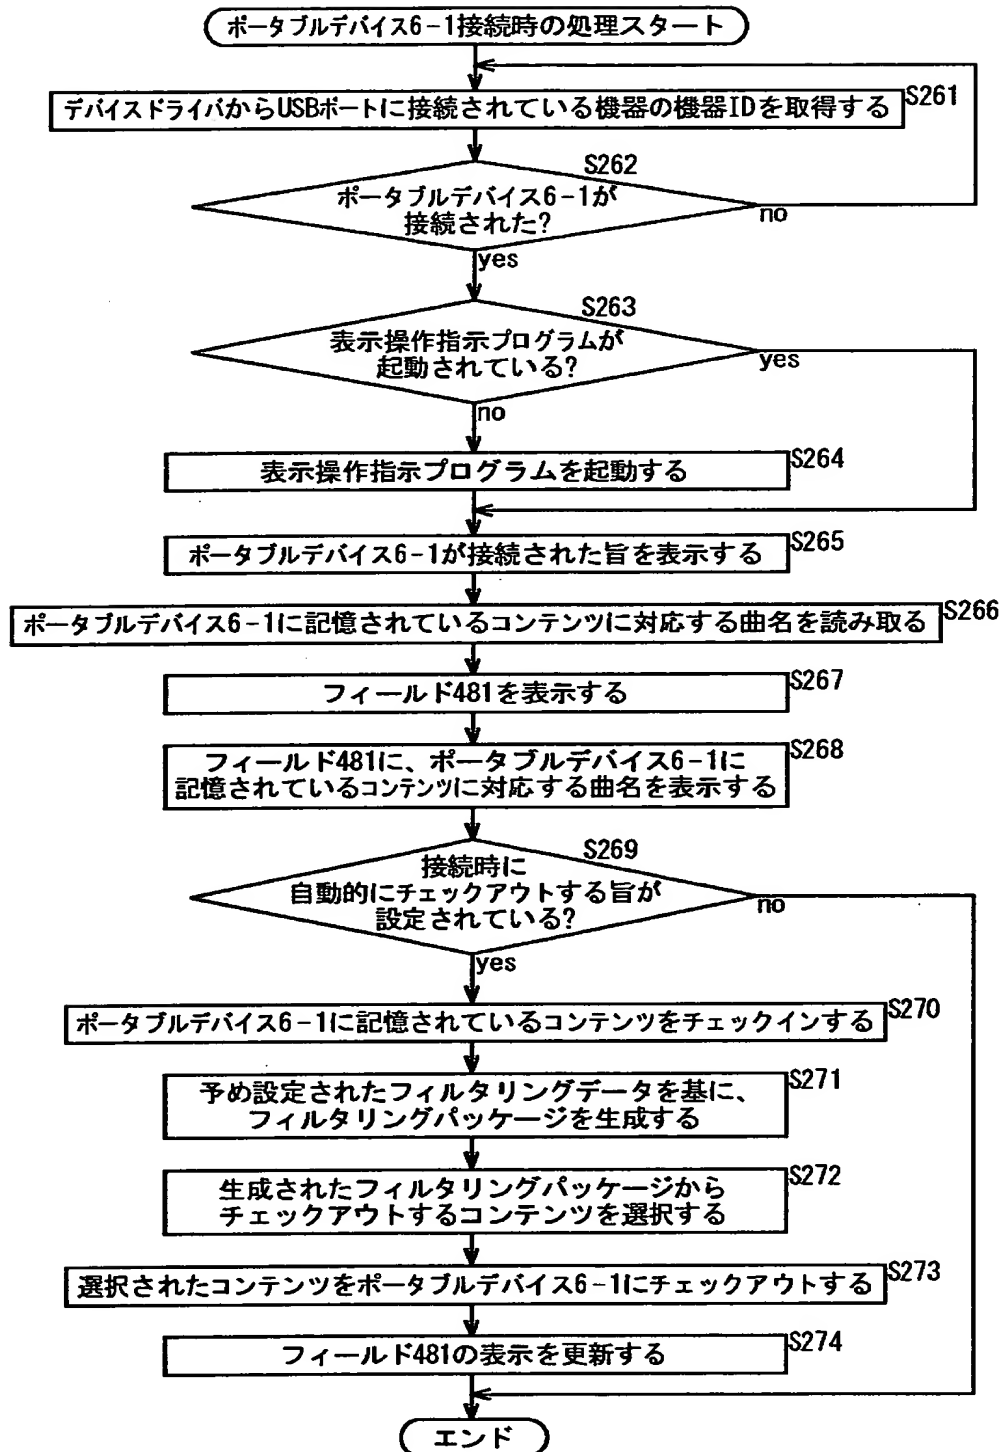 ポータブルデバイス6-1接続時の処理スタート
デバイスドライバからUSBポートに接続されている機器の機器IDを取得する
S261
S262
ポータブルデバイス6-1が
接続された?
no
yes
S263
表示操作指示プログラムが
起動されている?
yes
no
表示操作指示プログラムを起動する
S264
ポータブルデバイス6-1が接続された旨を表示する
S265
ポータブルデバイス6-1に記憶されているコンテンツに対応する曲名を読み取る
S266
フィールド481を表示する
S267
フィールド481に、ポータブルデバイス6-1に
記憶されているコンテンツに対応する曲名を表示する
S268
S269
接続時に
自動的にチェックアウトする旨が
設定されている?
no
yes
ポータブルデバイス6-1に記憶されているコンテンツをチェックインする
S270
予め設定されたフィルタリングデータを基に、
フィルタリングパッケージを生成する
S271
生成されたフィルタリングパッケージから
チェックアウトするコンテンツを選択する
S272
選択されたコンテンツをポータブルデバイス6-1にチェックアウトする
S273
フィールド481の表示を更新する
S274
エンド